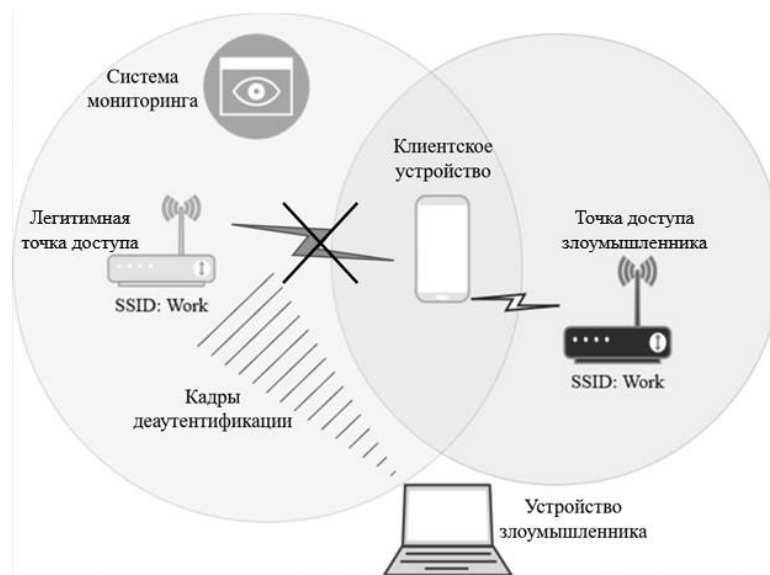 Система
мониторинга
Клиентское
устройство
Легитимная
точка доступа
Точка доступа
злоумышленника
SSID: Work
SSID: Work
Кадры
деаутентификации
Устройство
злоумышленника